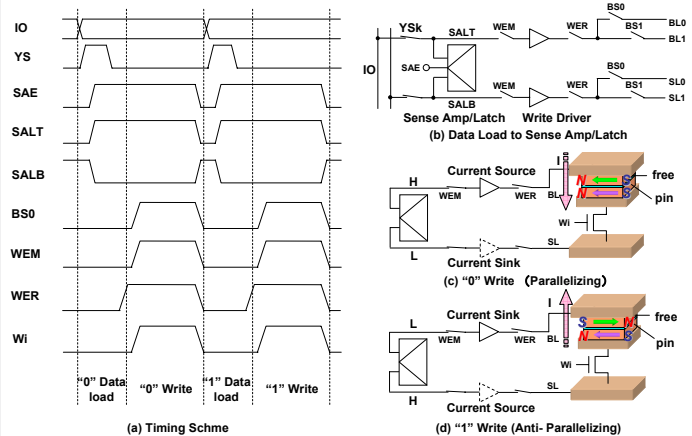 IO
YS
SAE
SALT
SALB
BS0
WEM
WER
Wi
"0" Data load
"0" Write
"1" Data load
"1" Write
(a) Timing Schme
YSk
SALT
WEM
WER
BS0
BL0
BS1
BL1
IO
SAE
BS0
SL0
WEM
WER
BS1
SL1
SALB
Sense Amp/Latch
Write Driver
(b) Data Load to Sense Amp/Latch
Current Source
I
free
H
WEM
WER
BL
N
S
N
S
pin
Wi
Current Sink
L
SL
(c) "0" Write (Parallelizing)
Current Sink
I
free
L
WEM
WER
BL
S
N
N
S
pin
Wi
H
SL
Current Source
(d) "1" Write (Anti- Parallelizing)